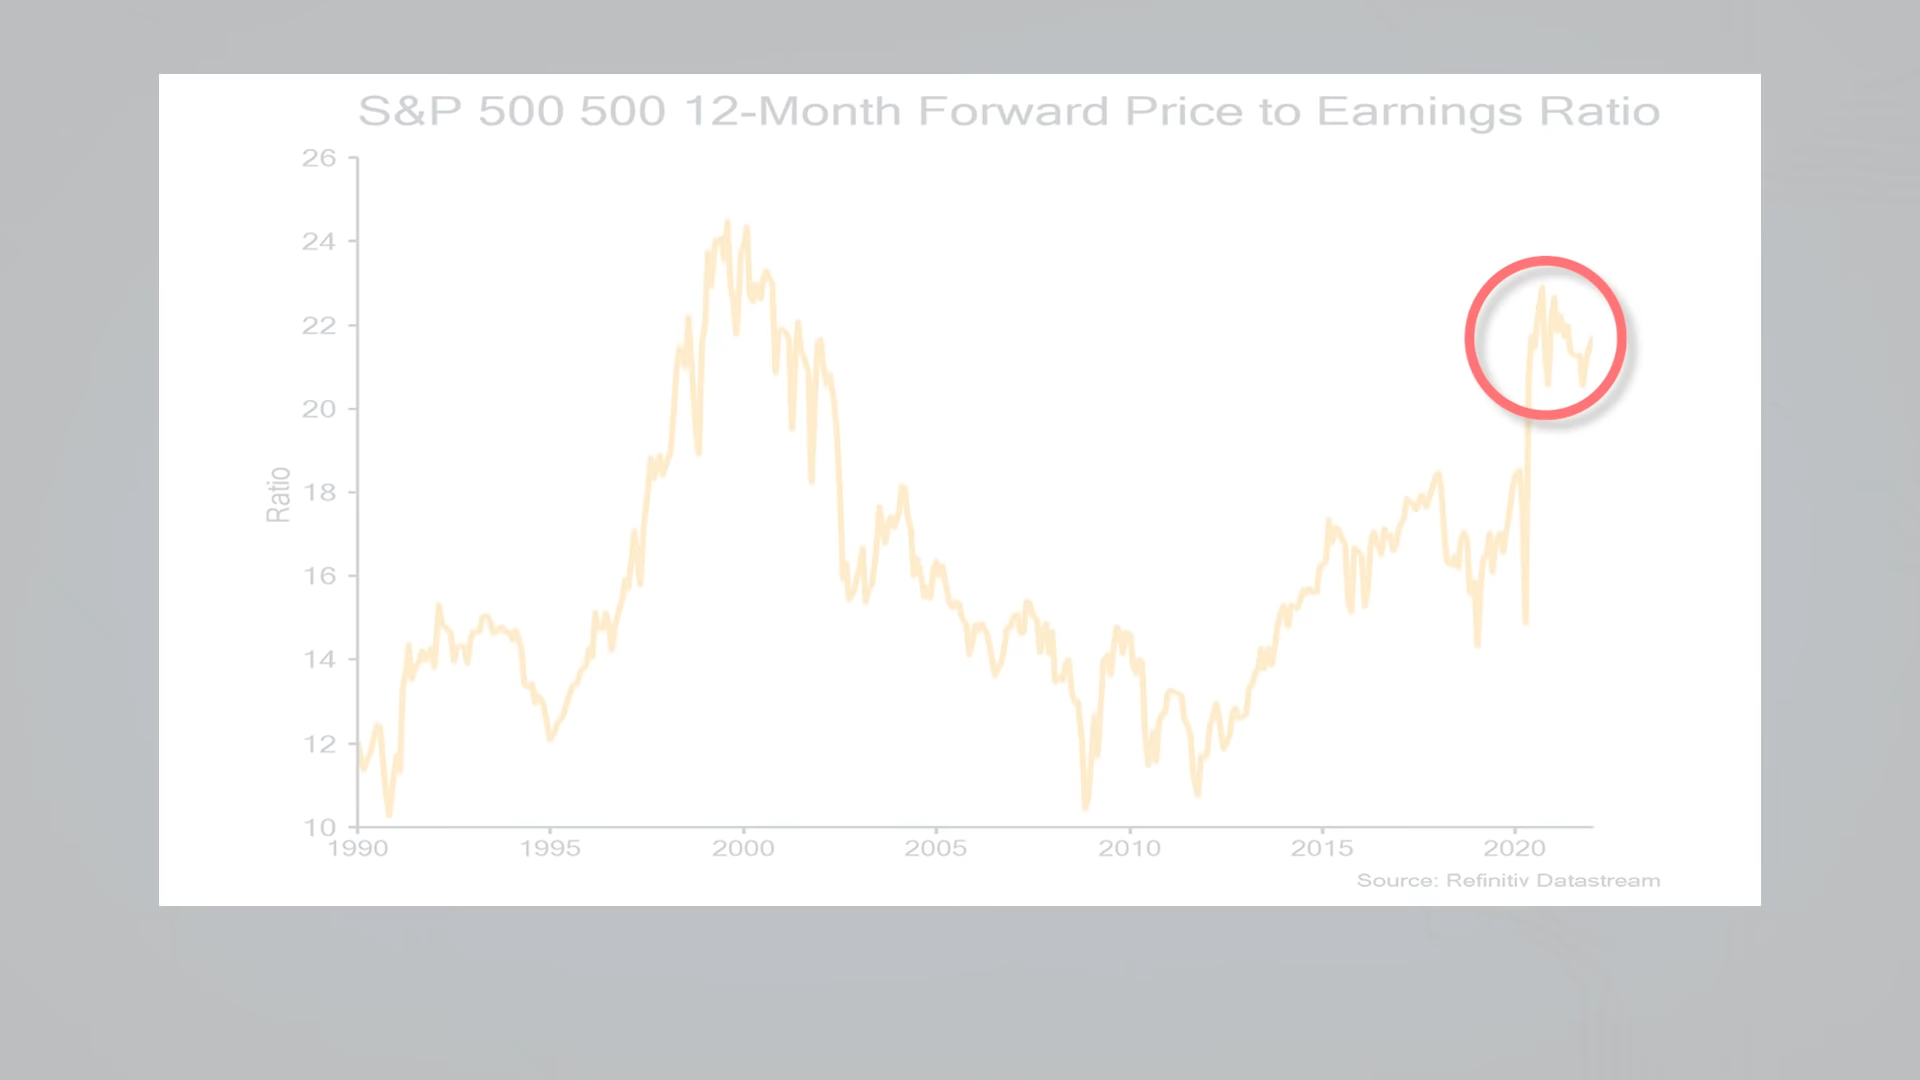 S&P 500 500 12-Month Forward Price to Earnings Ratio
26
24
22
20
18
16
14
12
10
Ratio
1990 1995 2000 2005 2010 2015 2020
Source: Refinitiv Datastream